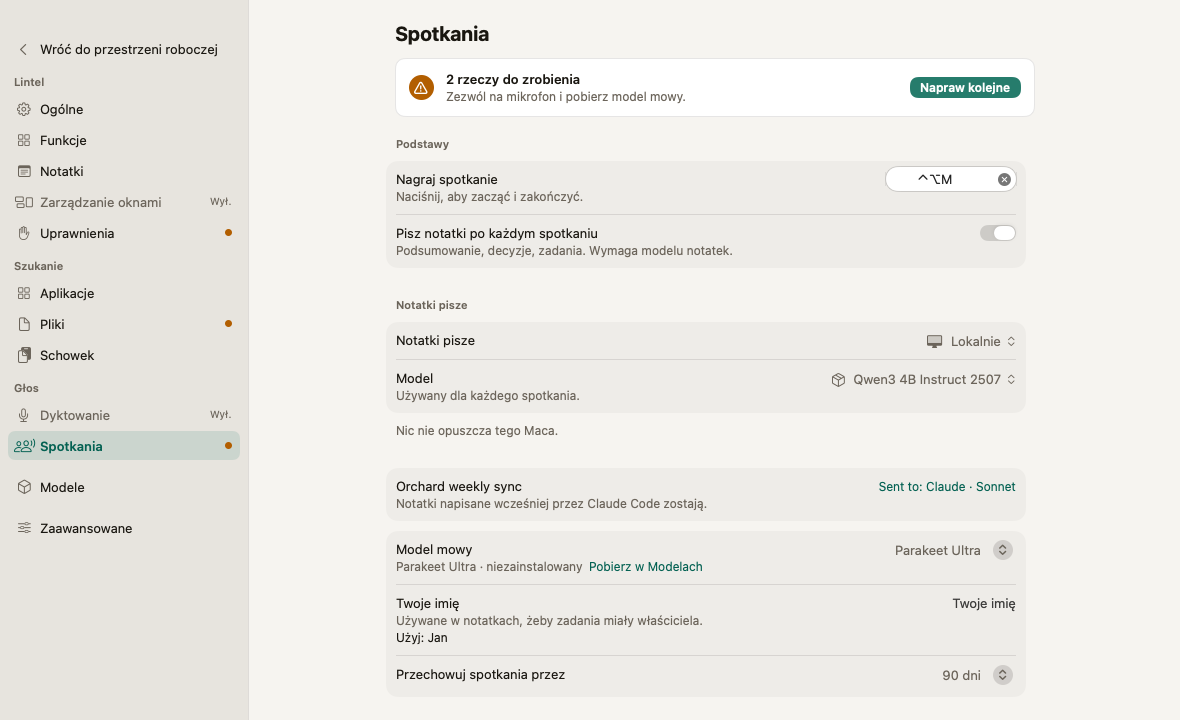 Wróć do przestrzeni roboczej
Lintel
Ogólne
Funkcje
Notatki
Zarządzanie oknami Wył.
Uprawnienia
Szukanie
Aplikacje
Pliki
Schowek
Głos
Dyktowanie Wył.
Spotkania
Modele
Zaawansowane
Spotkania
2 rzeczy do zrobienia
Zezwól na mikrofon i pobierz model mowy.
Napraw kolejne
Podstawy
Nagraj spotkanie
Naciśnij, aby zacząć i zakończyć.
⌃⌥M
Pisz notatki po każdym spotkaniu
Podsumowanie, decyzje, zadania. Wymaga modelu notatek.
Notatki pisze
Notatki pisze
Lokalnie
Model
Używany dla każdego spotkania.
Qwen3 4B Instruct 2507
Nic nie opuszcza tego Maca.
Orchard weekly sync
Notatki napisane wcześniej przez Claude Code zostają.
Sent to: Claude · Sonnet
Model mowy
Parakeet Ultra · niezainstalowany Pobierz w Modelach
Parakeet Ultra
Twoje imię
Używane w notatkach, żeby zadania miały właściciela.
Użyj: Jan
Twoje imię
Przechowuj spotkania przez
90 dni